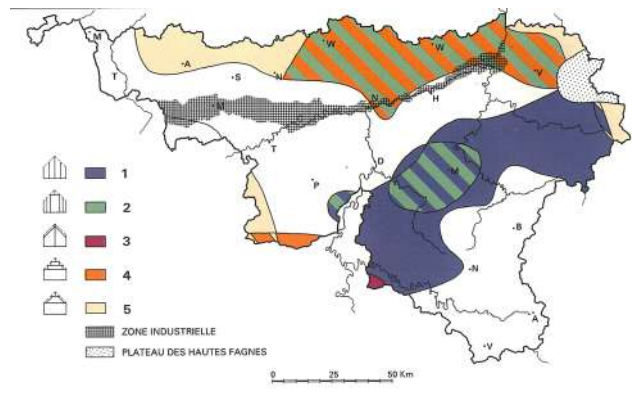 M
W
W
T
A
S
N
V
N
H
M
C
T
D
P
M
B
N
A
V
1
2
3
4
5
ZONE INDUSTRIELLE
PLATEAU DES HAUTES FAGNES
0 25 50 Km